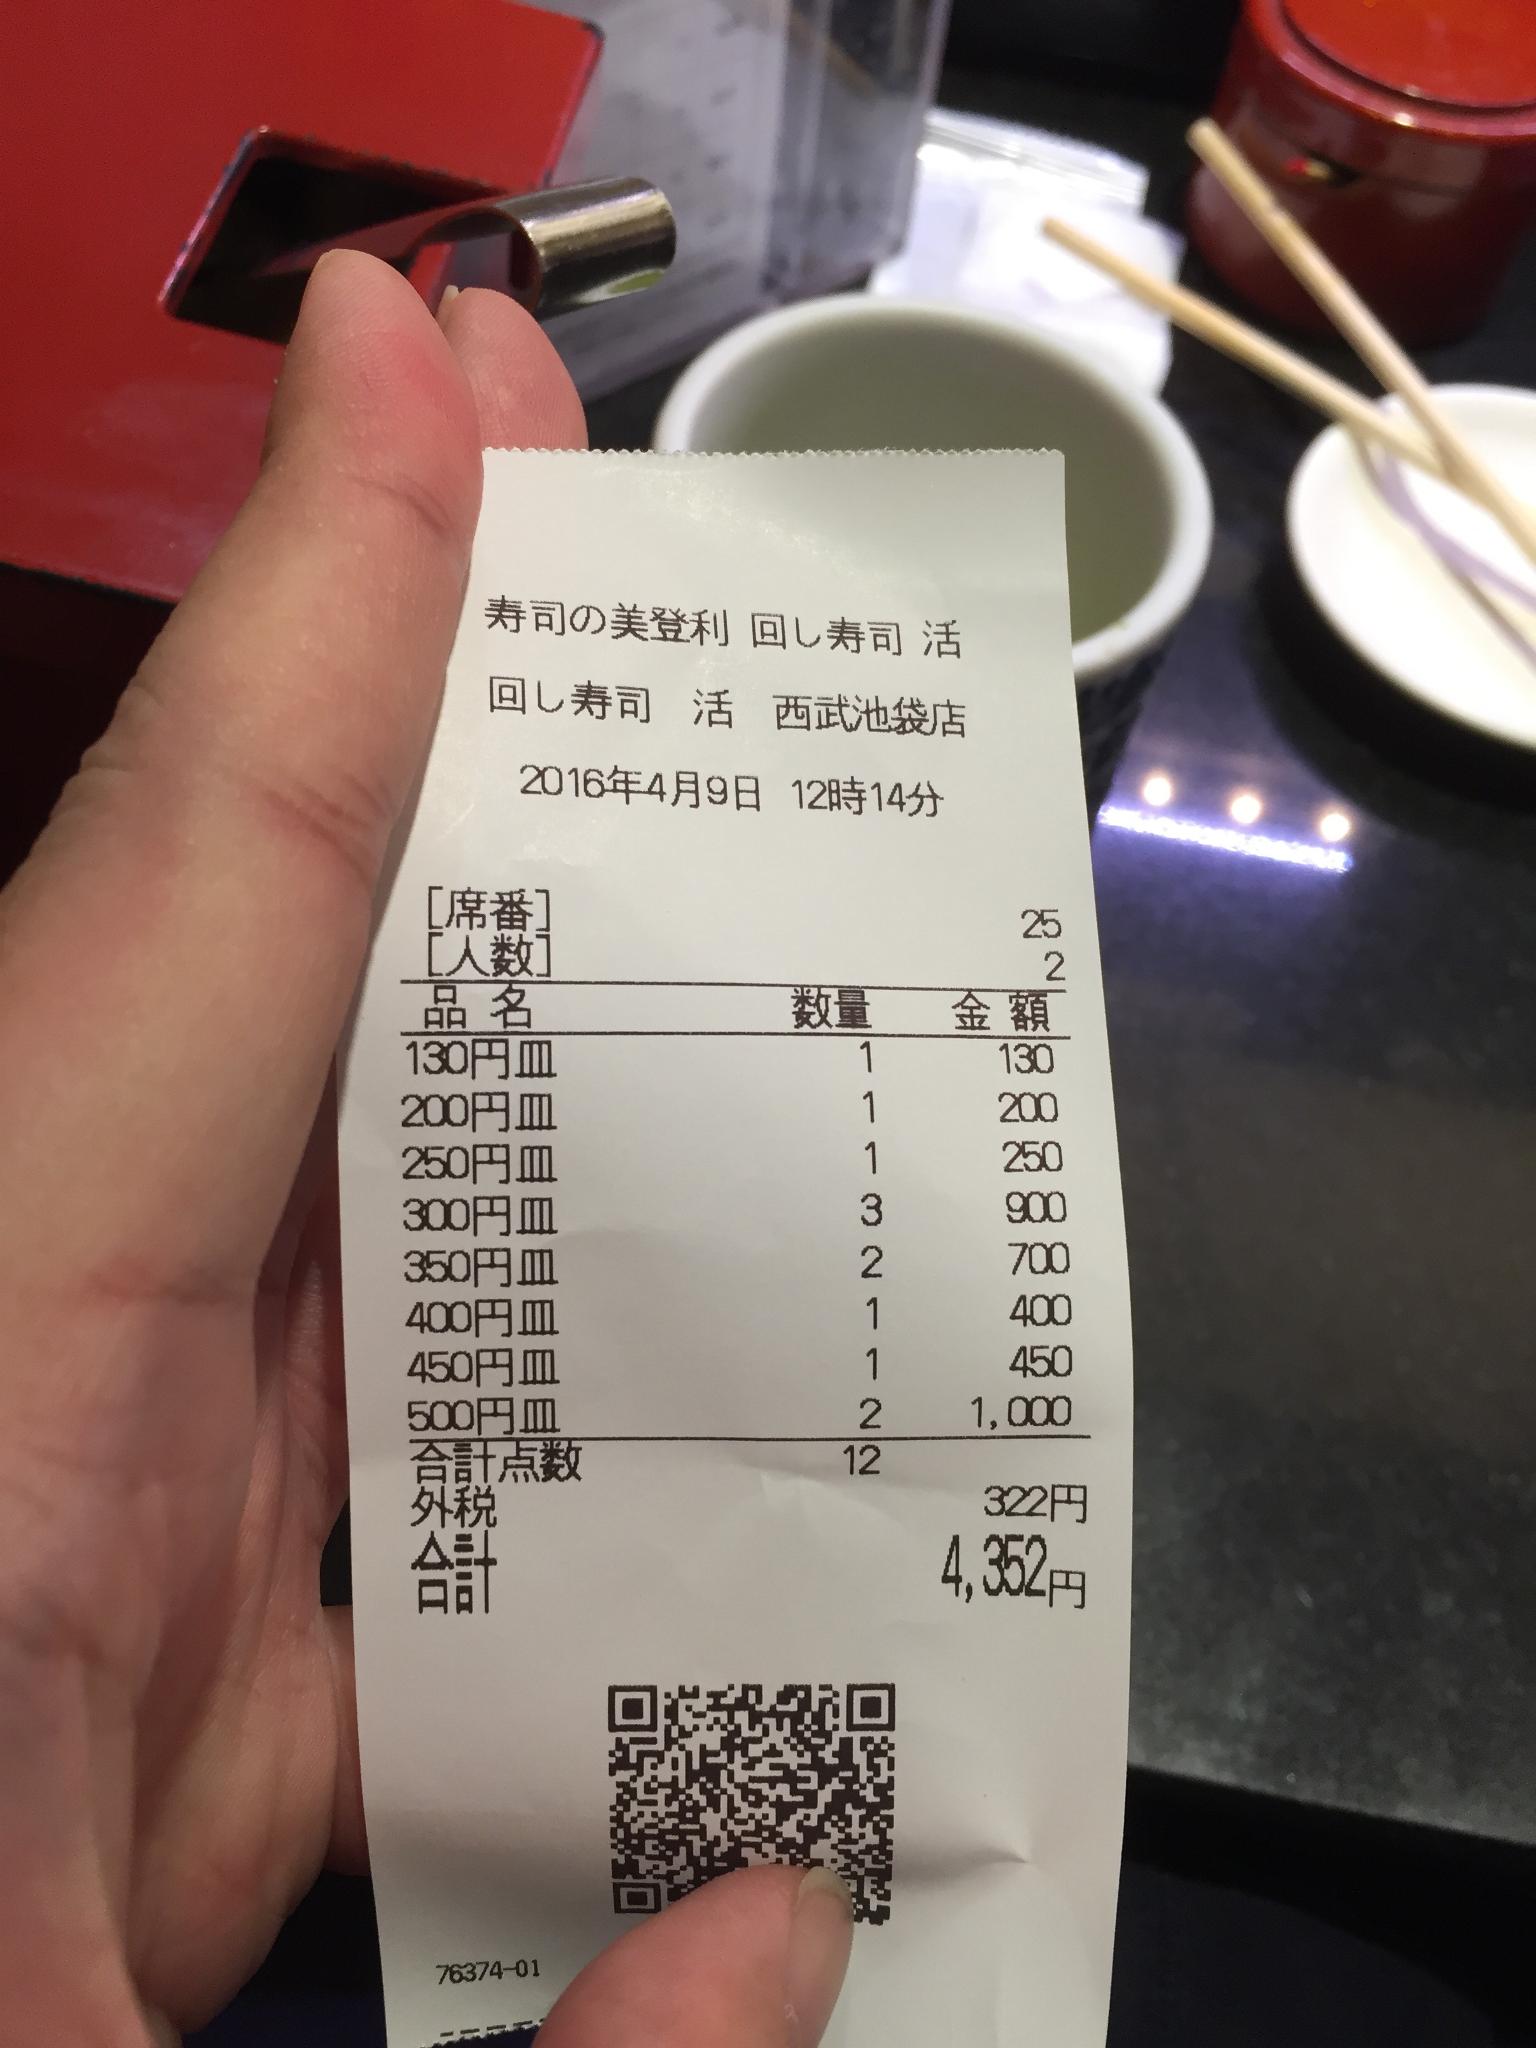 寿司の美登利 回し寿司 活
回し寿司 活 西武池袋店
2016年4月9日 12時14分
[席番] 25
[人数] 2
品名 数量 金額
130円皿 1 130
200円皿 1 200
250円皿 1 250
300円皿 3 900
350円皿 2 700
400円皿 1 400
450円皿 1 450
500円皿 2 1,000
合計点数 12
外税 322円
合計 4,352円
76374-01